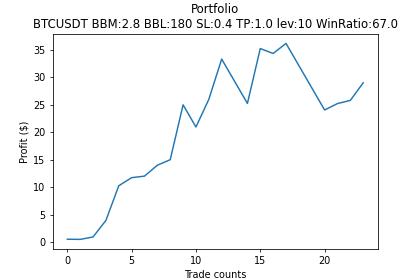 Portfolio
BTCUSDT BBM:2.8 BBL:180 SL:0.4 TP:1.0 lev:10 WinRatio:67.0
35
30
25
20
15
10
5
0
Profit ($)
0 5 10 15 20
Trade counts